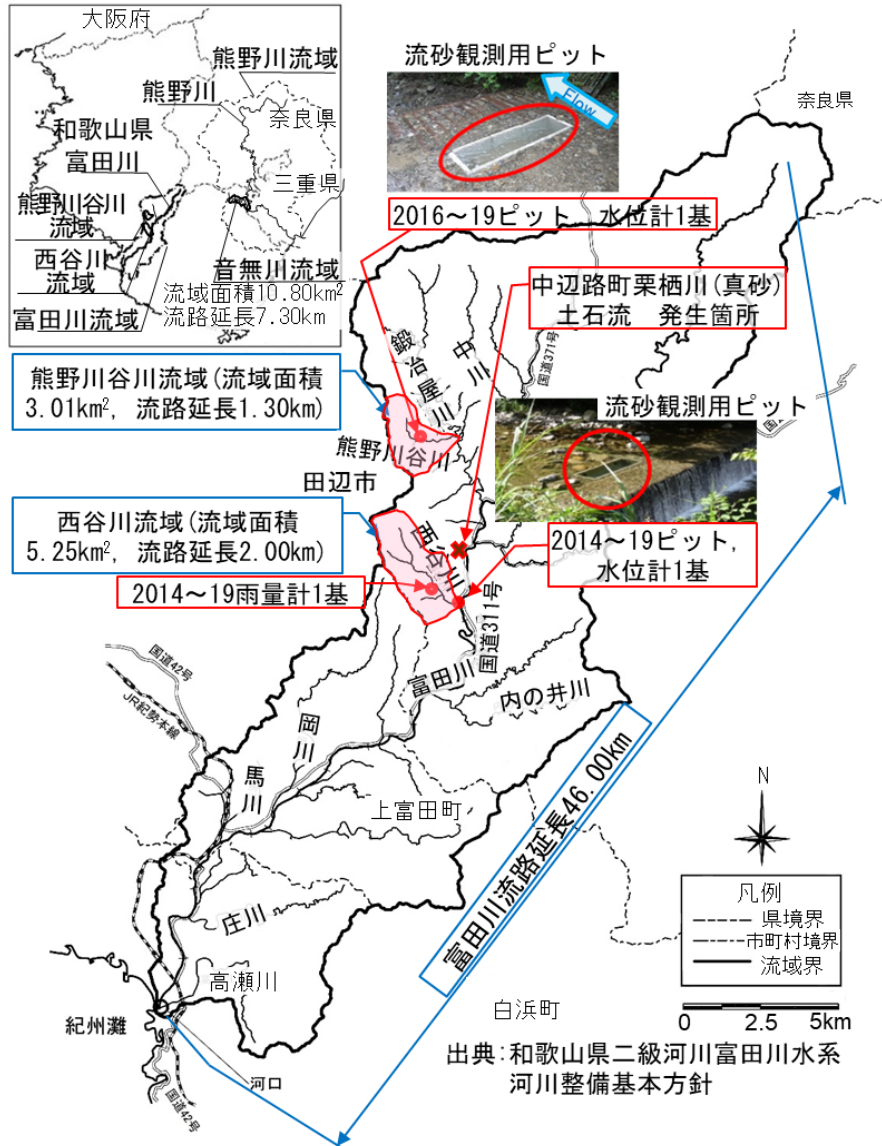 大阪府
熊野川流域
熊野川
奈良県
和歌山県
富田川
三重県
熊野川谷川
流域
西谷川
流域
音無川流域
流域面積10.80km²
流路延長7.30km
富田川流域
流砂観測用ピット
Flow
奈良県
2016～19ピット, 水位計1基
中辺路町栗栖川(真砂)
土石流 発生箇所
国道371号
鍛冶屋川
中川
熊野川谷川流域(流域面積
3.01km², 流路延長1.30km)
熊野川谷川
流砂観測用ピット
田辺市
西谷川流域(流域面積
5.25km², 流路延長2.00km)
西谷川
2014～19ピット,
水位計1基
2014～19雨量計1基
国道311号
富田川
国道42号
JR紀勢本線
内の井川
岡川
馬川
上富田町
富田川流路延長46.00km
N
庄川
凡例
県境界
市町村境界
流域界
高瀬川
白浜町
紀州灘
0 2.5 5km
河口
国道42号
出典:和歌山県二級河川富田川水系
河川整備基本方針